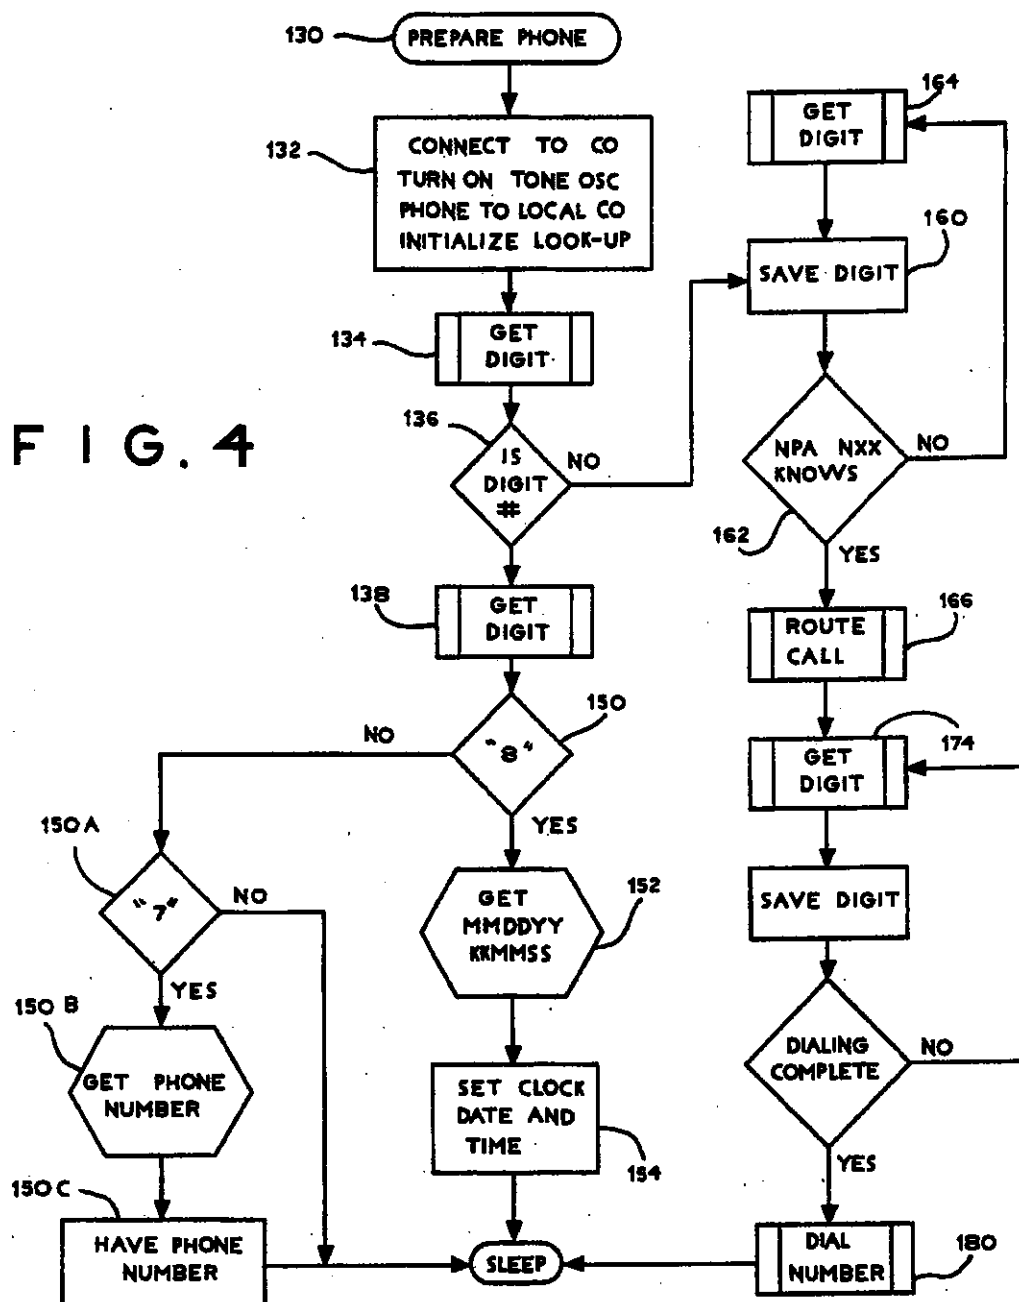 130
PREPARE PHONE
132
CONNECT TO CO
TURN ON TONE OSC
PHONE TO LOCAL CO
INITIALIZE LOOK-UP
134
GET
DIGIT
FIG. 4
136
IS
DIGIT
#
NO
138
GET
DIGIT
150
"8"
NO
YES
150A
"7"
NO
YES
150B
GET PHONE
NUMBER
150C
HAVE PHONE
NUMBER
152
GET
MMDDYY
KKMMSS
SET CLOCK
DATE AND
TIME
154
SLEEP
164
GET
DIGIT
160
SAVE DIGIT
NPA NXX
KNOWS
NO
162
YES
166
ROUTE
CALL
174
GET
DIGIT
SAVE DIGIT
DIALING
COMPLETE
NO
YES
DIAL
NUMBER
180